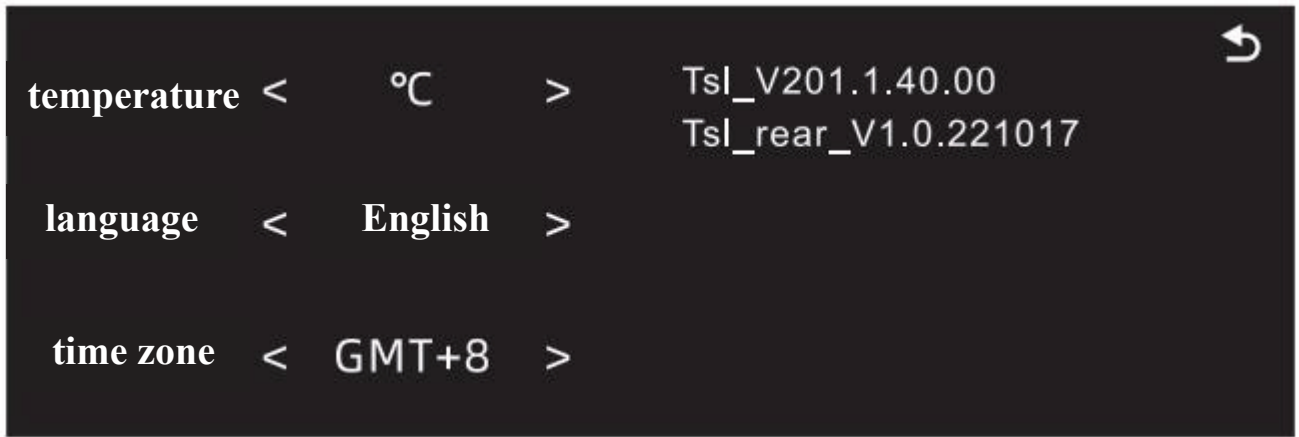 temperature < °C >
language < English >
time zone < GMT+8 >
Tsl_V201.1.40.00
Tsl_rear_V1.0.221017